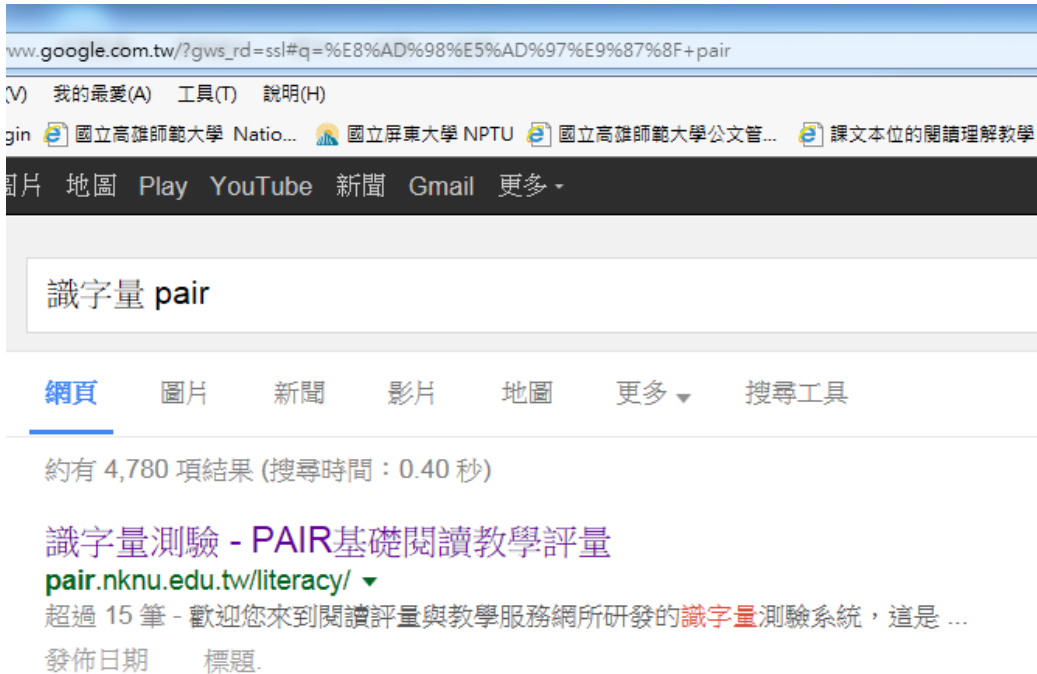 www.google.com.tw/?gws_rd=ssl#q=%E8%AD%98%E5%AD%97%E9%87%8F+pair
(V) 我的最愛(A) 工具(T) 說明(H)
gin 國立高雄師範大學 Natio... 國立屏東大學 NPTU 國立高雄師範大學公文管... 課文本位的閱讀理解教學
圖片 地圖 Play YouTube 新聞 Gmail 更多
識字量 pair
網頁 圖片 新聞 影片 地圖 更多 搜尋工具
約有 4,780 項結果 (搜尋時間：0.40 秒)
識字量測驗 - PAIR基礎閱讀教學評量
pair.nknu.edu.tw/literacy/
超過 15 筆 - 歡迎您來到閱讀評量與教學服務網所研發的識字量測驗系統，這是 ...
發佈日期 標題.